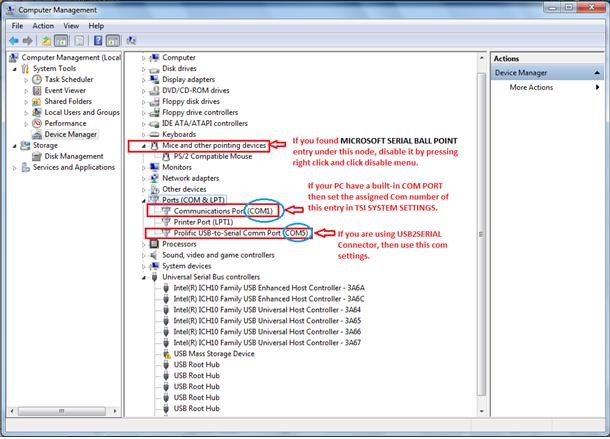 Computer Management
File Action View Help
Computer Management (Local
System Tools
Task Scheduler
Event Viewer
Shared Folders
Local Users and Groups
Performance
Device Manager
Storage
Disk Management
Services and Applications
Computer
Disk drives
Display adapters
DVD/CD-ROM drives
Floppy disk drives
Floppy drive controllers
IDE ATA/ATAPI controllers
Keyboards
Mice and other pointing devices
PS/2 Compatible Mouse
Monitors
Network adapters
Other devices
Ports (COM & LPT)
Communications Port (COM1)
Printer Port (LPT1)
Prolific USB-to-Serial Comm Port (COM5)
Processors
Sound, video and game controllers
System devices
Universal Serial Bus controllers
Intel(R) ICH10 Family USB Enhanced Host Controller - 3A6A
Intel(R) ICH10 Family USB Enhanced Host Controller - 3A6C
Intel(R) ICH10 Family USB Universal Host Controller - 3A64
Intel(R) ICH10 Family USB Universal Host Controller - 3A65
Intel(R) ICH10 Family USB Universal Host Controller - 3A66
Intel(R) ICH10 Family USB Universal Host Controller - 3A67
USB Mass Storage Device
USB Root Hub
USB Root Hub
USB Root Hub
USB Root Hub
USB Root Hub
If you found MICROSOFT SERIAL BALL POINT
entry under this node, disable it by pressing
right click and click disable menu.
If your PC have a built-in COM PORT
then set the assigned Com number of
this entry in TSI SYSTEM SETTINGS.
If you are using USB2SERIAL
Connector, then use this com
settings.
Actions
Device Manager
More Actions